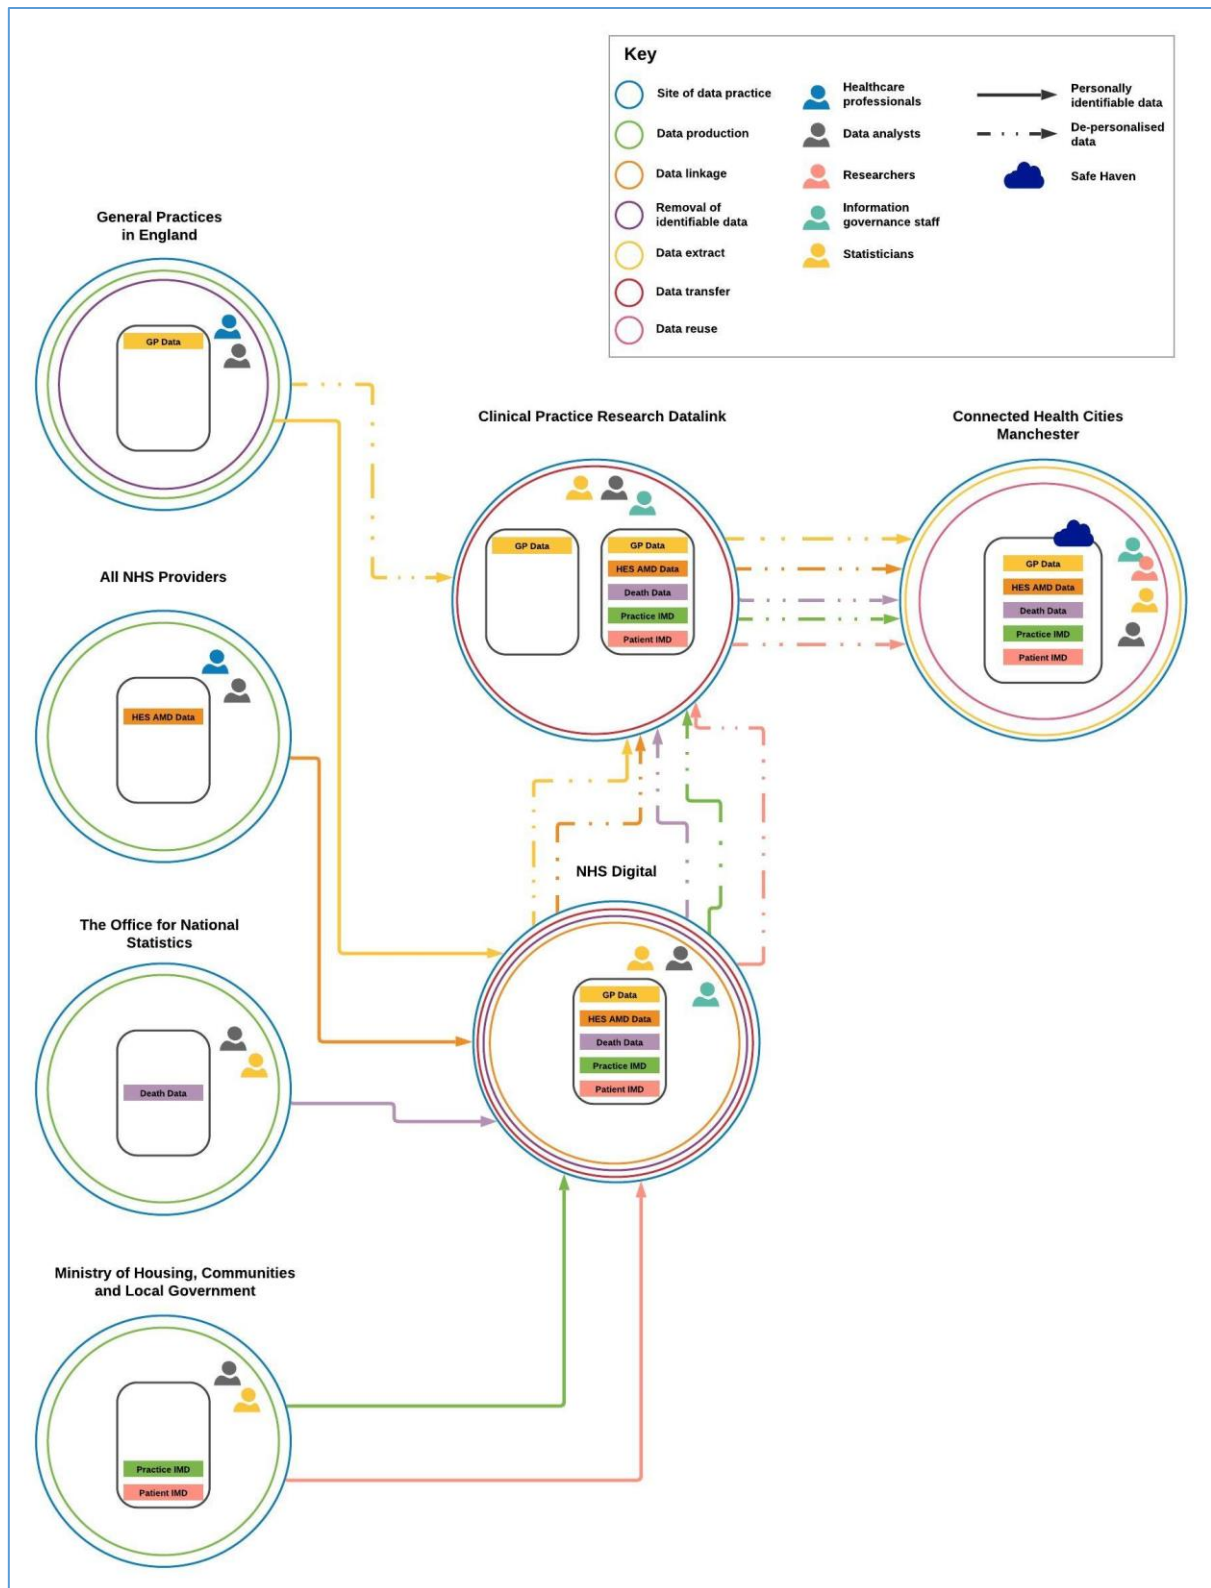 Key
Site of data practice
Data production
Data linkage
Removal of
identifiable data
Data extract
Data transfer
Data reuse
Healthcare
professionals
Data analysts
Researchers
Information
governance staff
Statisticians
Personally
identifiable data
De-personalised
data
Safe Haven
General Practices
in England
GP Data
Clinical Practice Research Datalink
GP Data
GP Data
HES AMD Data
Death Data
Practice IMD
Patient IMD
Connected Health Cities
Manchester
GP Data
HES AMD Data
Death Data
Practice IMD
Patient IMD
All NHS Providers
HES AMD Data
NHS Digital
GP Data
HES AMD Data
Death Data
Practice IMD
Patient IMD
The Office for National
Statistics
Death Data
Ministry of Housing, Communities
and Local Government
Practice IMD
Patient IMD